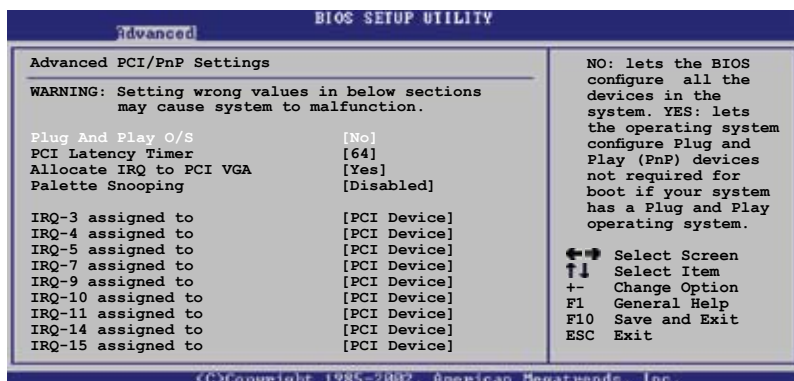 BIOS SETUP UTILITY
Advanced
Advanced PCI/PnP Settings
WARNING: Setting wrong values in below sections
may cause system to malfunction.
Plug And Play O/S [No]
PCI Latency Timer [64]
Allocate IRQ to PCI VGA [Yes]
Palette Snooping [Disabled]
IRQ-3 assigned to [PCI Device]
IRQ-4 assigned to [PCI Device]
IRQ-5 assigned to [PCI Device]
IRQ-7 assigned to [PCI Device]
IRQ-9 assigned to [PCI Device]
IRQ-10 assigned to [PCI Device]
IRQ-11 assigned to [PCI Device]
IRQ-14 assigned to [PCI Device]
IRQ-15 assigned to [PCI Device]
NO: lets the BIOS
configure all the
devices in the
system. YES: lets
the operating system
configure Plug and
Play (PnP) devices
not required for
boot if your system
has a Plug and Play
operating system.
←→ Select Screen
↑↓ Select Item
+- Change Option
F1 General Help
F10 Save and Exit
ESC Exit
(C)Copyright 1985-2002, American Megatrends, Inc.